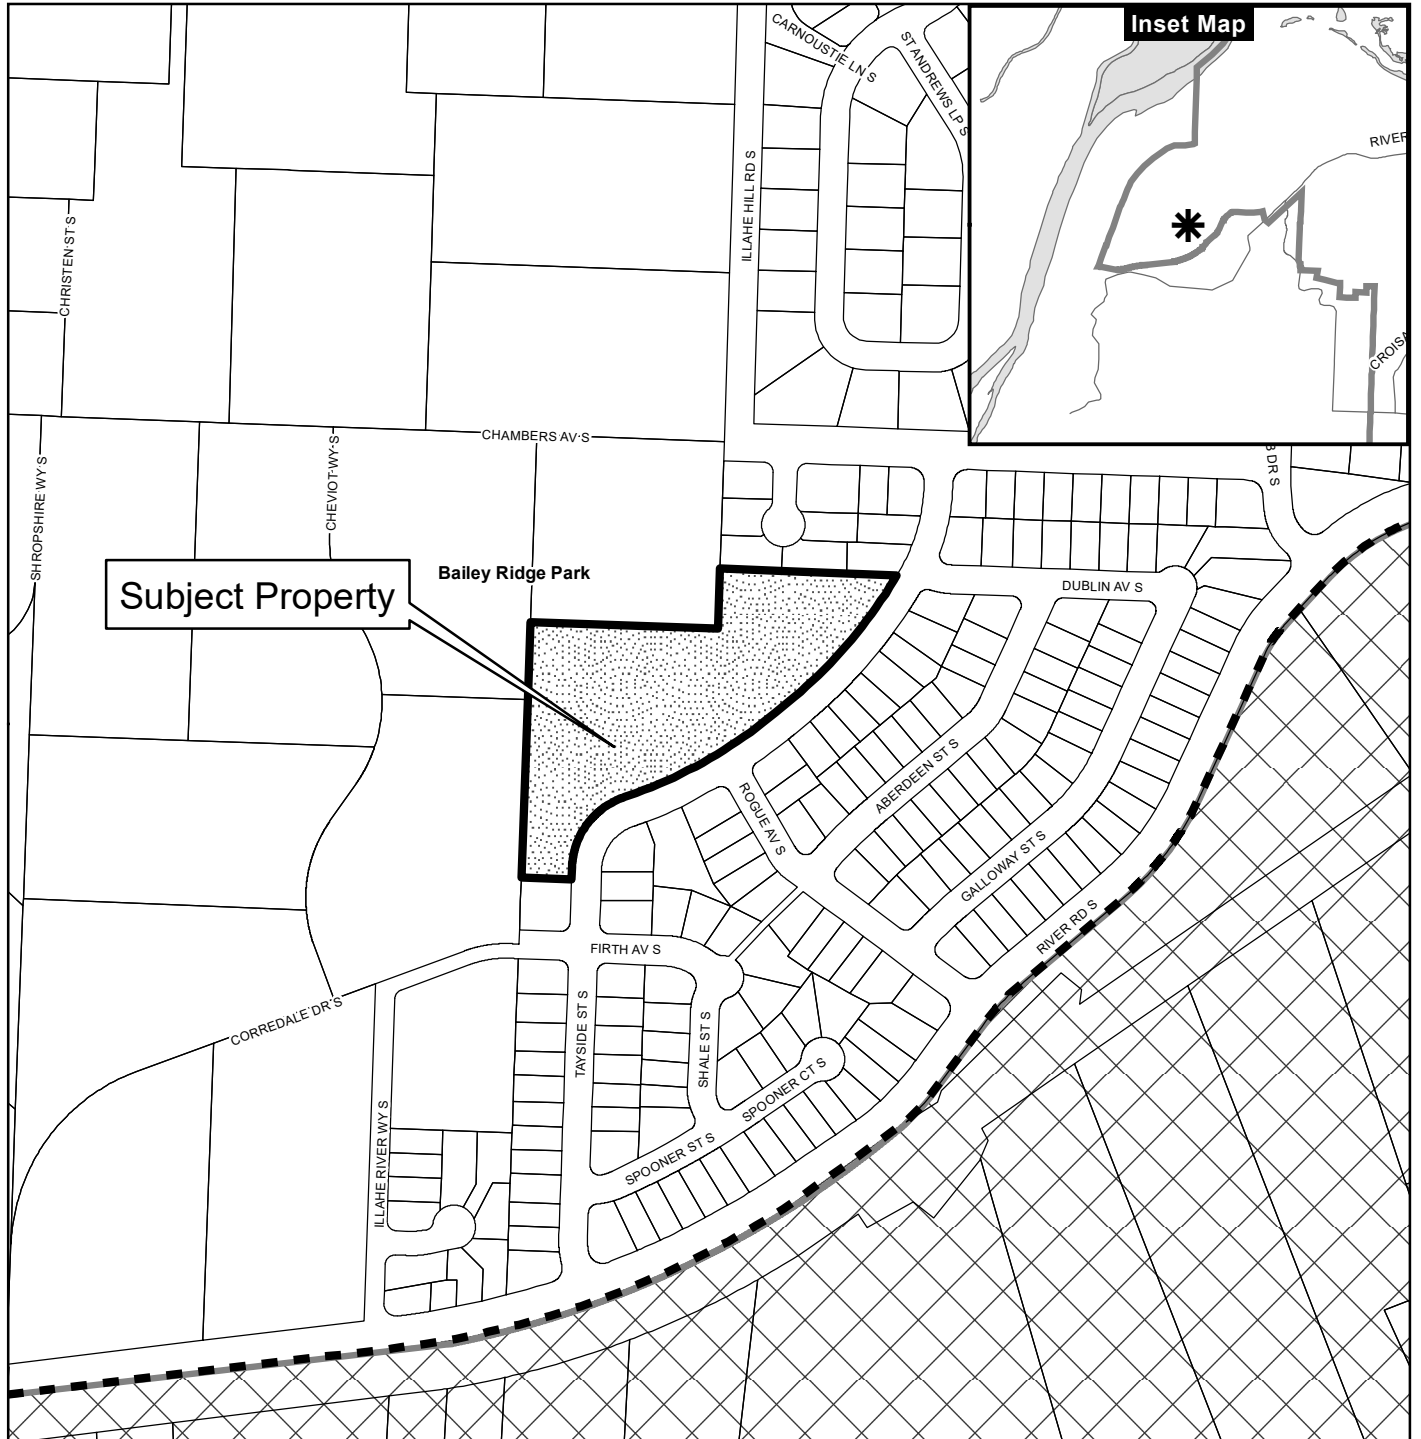 Inset Map
CARNOUSTIE LN S
ST ANDREWS LP S
RIVER
ILLAHE HILL RD S
CHRISTEN ST S
CROISA
CHAMBERS AV S
B DR S
SHROPSHIRE WY S
CHEVIOT WY S
Bailey Ridge Park
Subject Property
DUBLIN AV S
ABERDEEN ST S
ROGUE AV S
GALLOWAY ST S
RIVER RD S
FIRTH AV S
CORREDALE DR S
TAYSIDE ST S
SHALE ST S
SPOONER CT S
ILLAHE RIVER WY S
SPOONER ST S